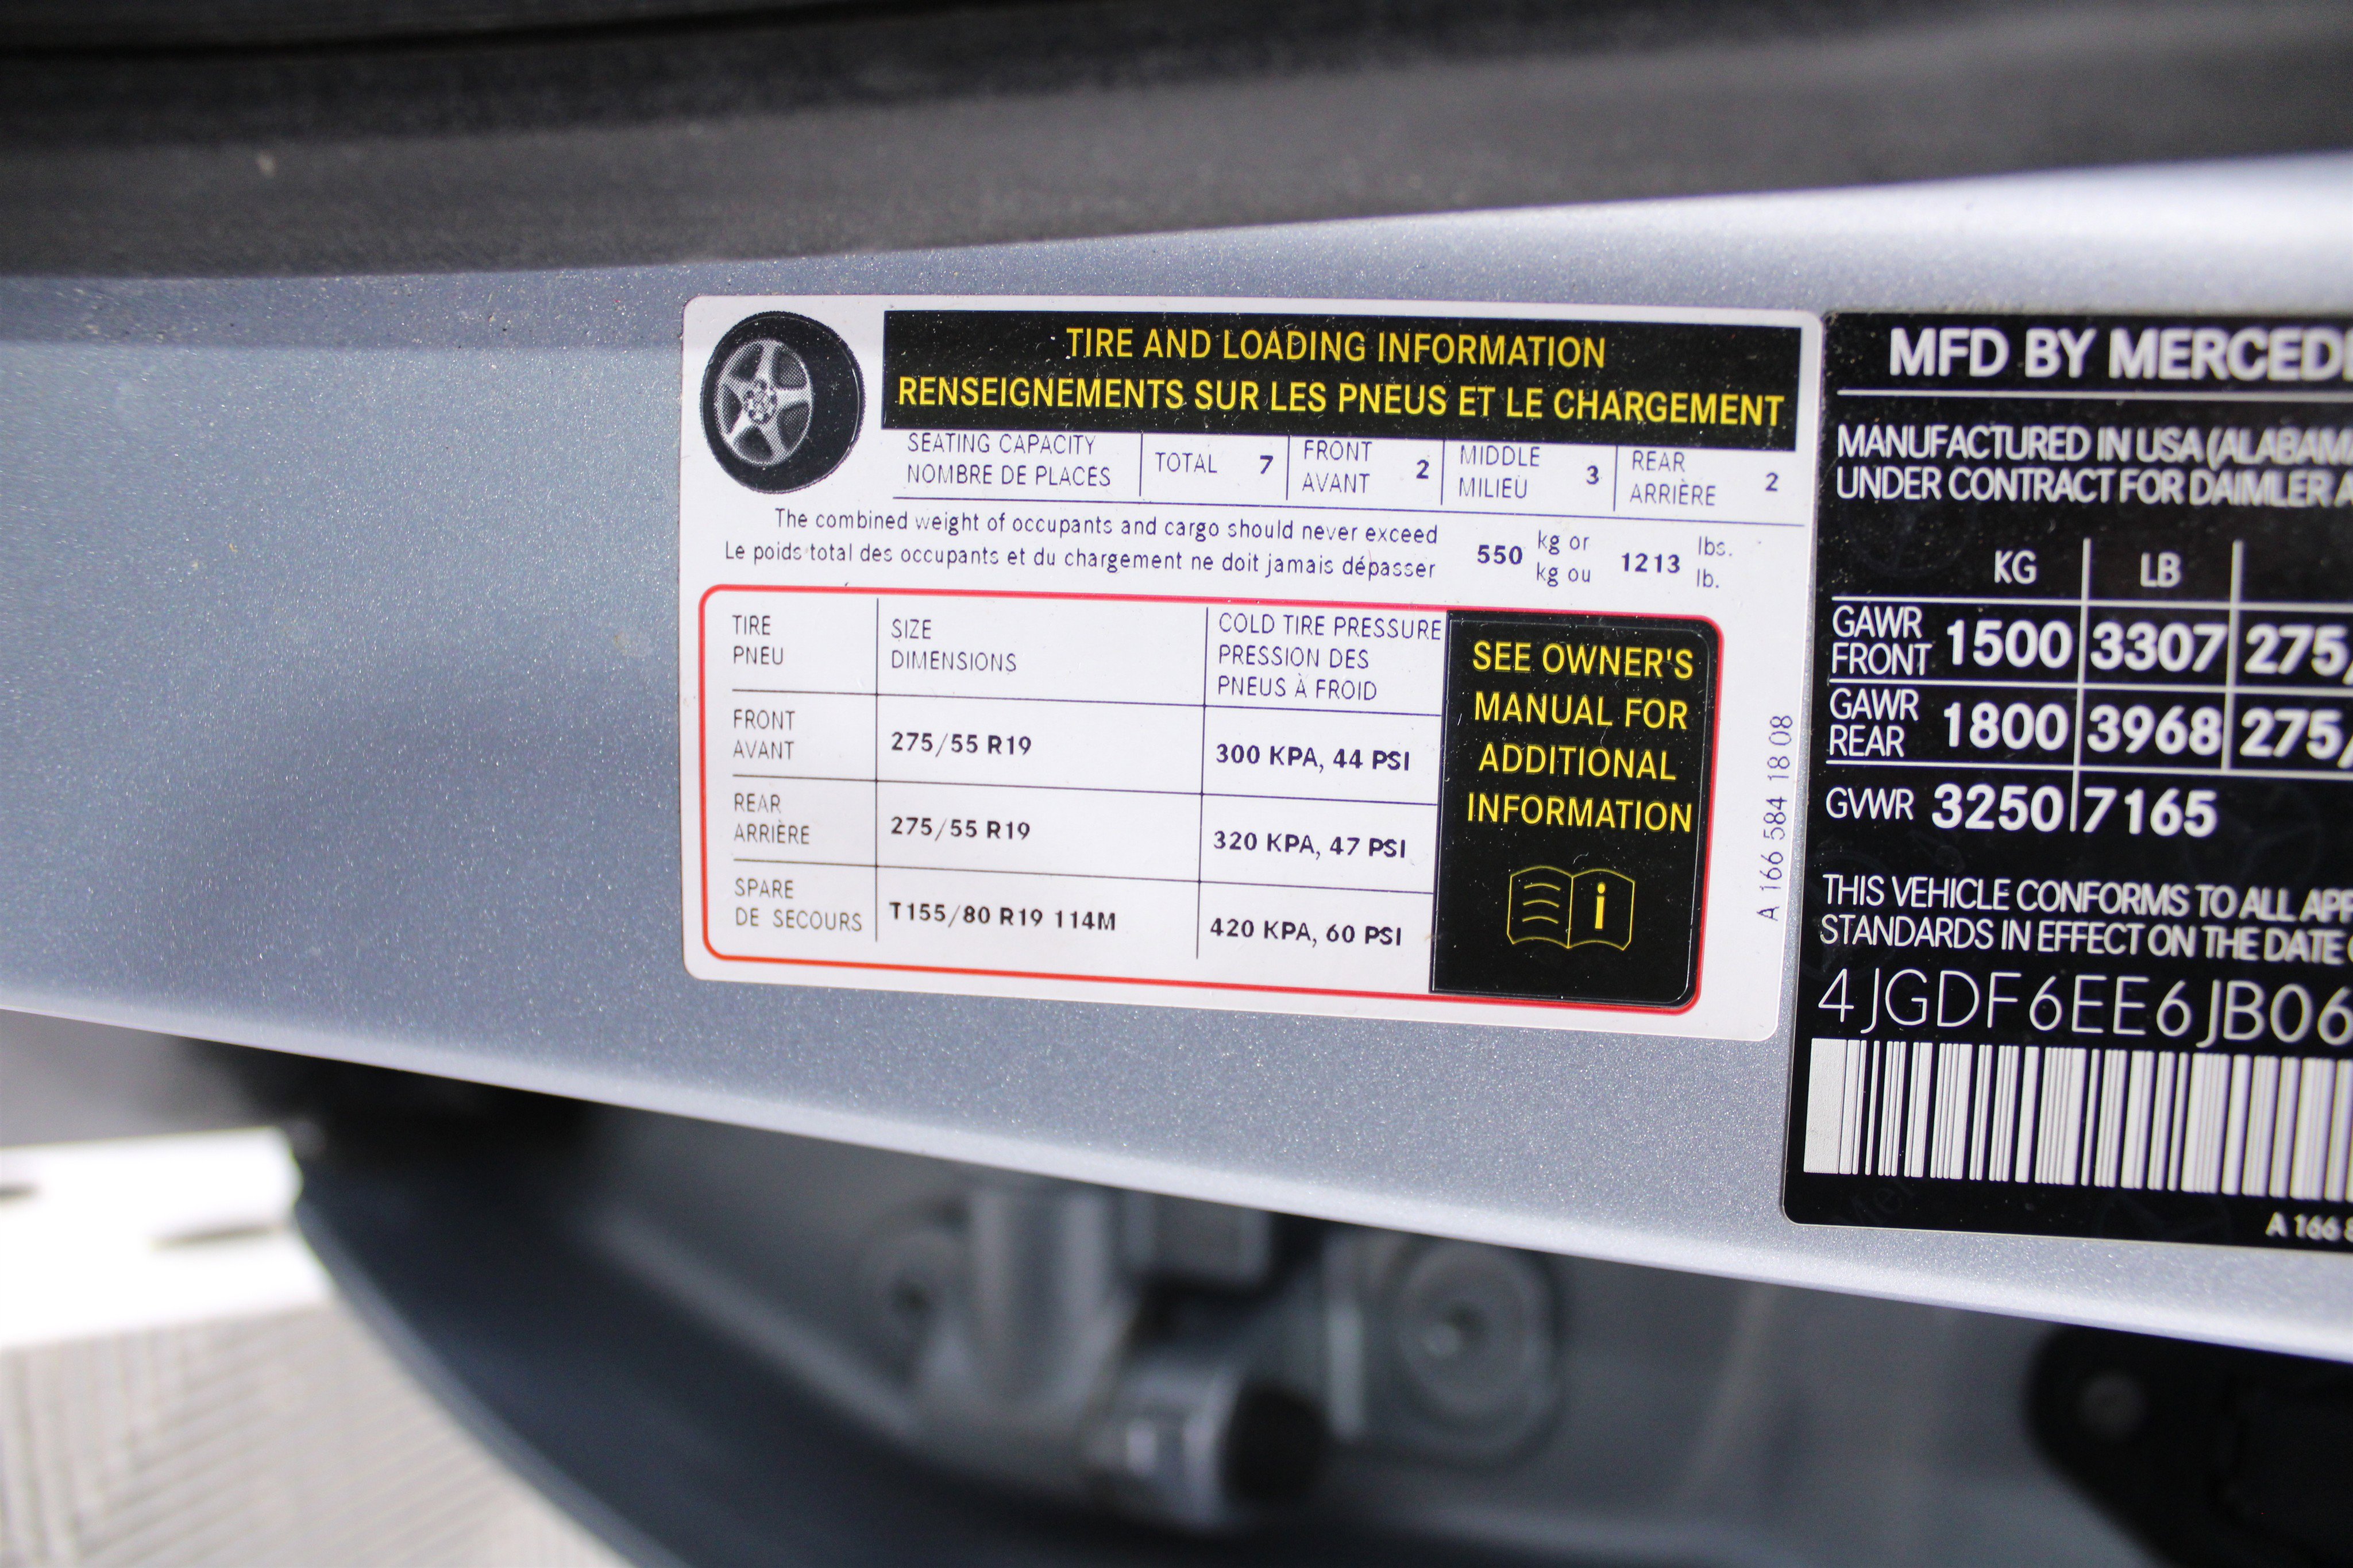 TIRE AND LOADING INFORMATION
RENSEIGNEMENTS SUR LES PNEUS ET LE CHARGEMENT
SEATING CAPACITY
NOMBRE DE PLACES
TOTAL 7
FRONT
AVANT
2
MIDDLE
MILIEU
3
REAR
ARRIÈRE
2
The combined weight of occupants and cargo should never exceed
Le poids total des occupants et du chargement ne doit jamais dépasser
550
kg or
kg ou
1213
lbs.
lb.
TIRE
PNEU
SIZE
DIMENSIONS
COLD TIRE PRESSURE
PRESSION DES
PNEUS À FROID
FRONT
AVANT
275/55 R19
300 KPA, 44 PSI
REAR
ARRIÈRE
275/55 R19
320 KPA, 47 PSI
SPARE
DE SECOURS
T155/80 R19 114M
420 KPA, 60 PSI
SEE OWNER'S
MANUAL FOR
ADDITIONAL
INFORMATION
i
A 166 584 18 08
MFD BY MERCED
MANUFACTURED IN USA (ALABAMA
UNDER CONTRACT FOR DAIMLER A
KG LB
GAWR
FRONT
1500 3307 275/
GAWR
REAR
1800 3968 275/
GVWR 3250 7165
THIS VEHICLE CONFORMS TO ALL APP
STANDARDS IN EFFECT ON THE DATE
4JGDF6EE6JB06
A 166